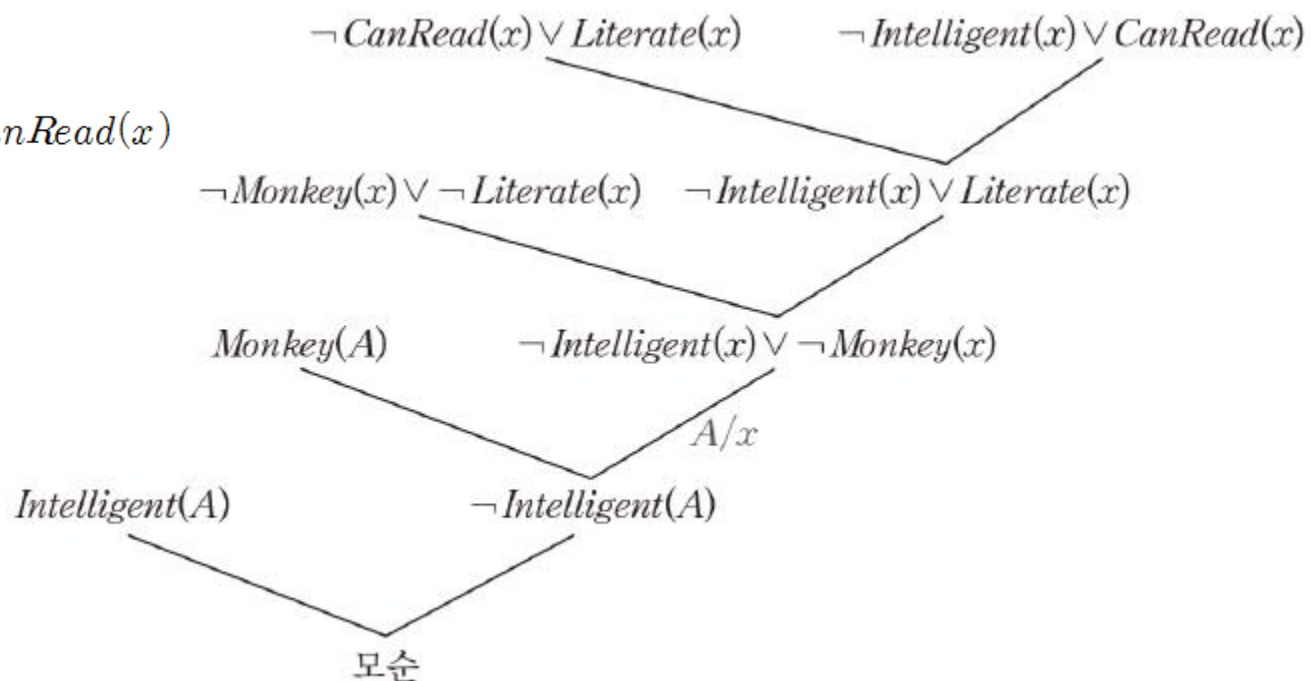 ¬CanRead(x)∨Literate(x) ¬Intelligent(x)∨CanRead(x)
nRead(x)
¬Monkey(x)∨¬Literate(x) ¬Intelligent(x)∨Literate(x)
Monkey(A) ¬Intelligent(x)∨¬Monkey(x)
A/x
Intelligent(A) ¬Intelligent(A)
모순